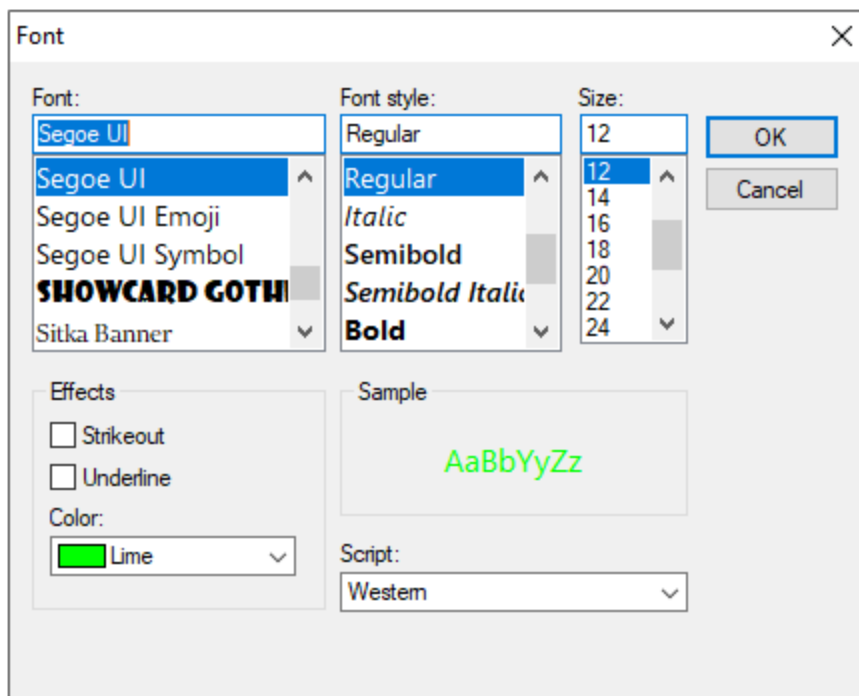 Font
Font:
Segoe UI
Segoe UI
Segoe UI Emoji
Segoe UI Symbol
SHOWCARD GOTHI
Sitka Banner
Font style:
Regular
Regular
Italic
Semibold
Semibold Italic
Bold
Size:
12
12
14
16
18
20
22
24
OK
Cancel
Effects
Strikeout
Underline
Color:
Lime
Sample
AaBbYyZz
Script:
Western